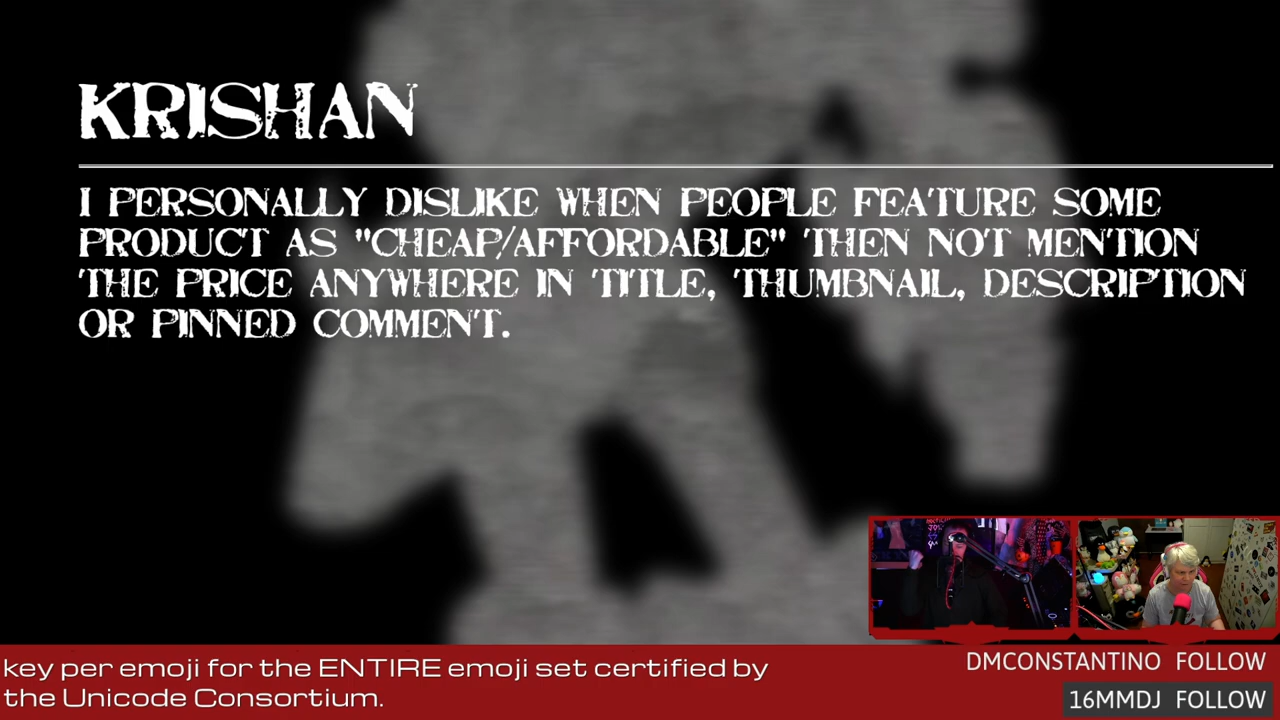 KRISHAN
I PERSONALLY DISLIKE WHEN PEOPLE FEATURE SOME
PRODUCT AS "CHEAP/AFFORDABLE" THEN NOT MENTION
THE PRICE ANYWHERE IN TITLE, THUMBNAIL, DESCRIPTION
OR PINNED COMMENT.
key per emoji for the ENTIRE emoji set certified by
the Unicode Consortium.
DMCONSTANTINO FOLLOW
16MMDJ FOLLOW